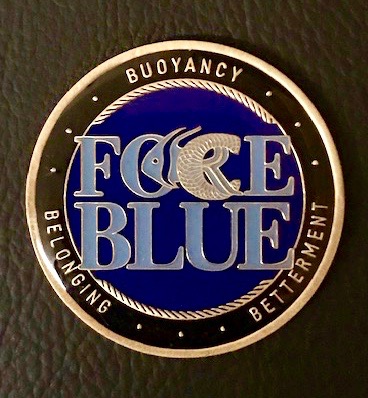 BUOYANCY
FORCE
BLUE
BELONGING
BETTERMENT